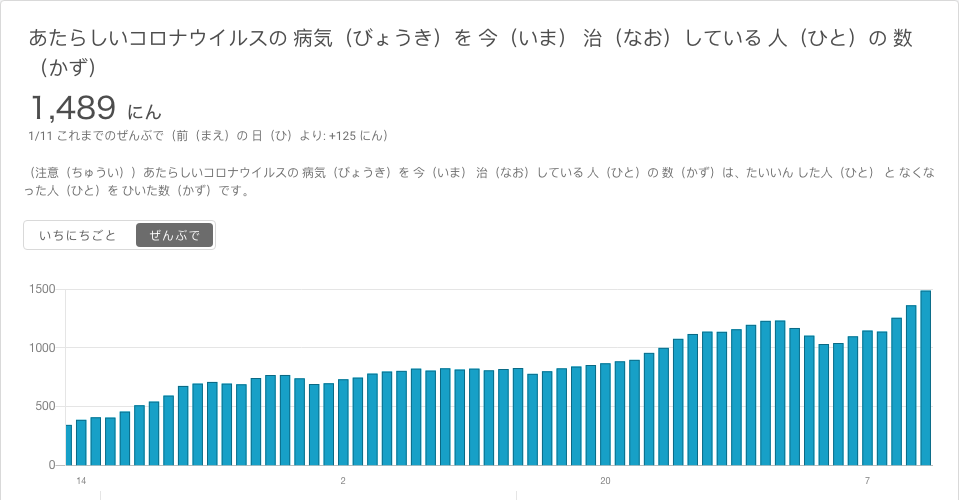 あたらしいコロナウイルスの 病気（びょうき）を 今（いま） 治（なお）している 人（ひと）の 数
（かず）
1,489 にん
1/11 これまでのぜんぶで（前（まえ）の 日（ひ）より: +125 にん）
（注意（ちゅうい））あたらしいコロナウイルスの 病気（びょうき）を 今（いま） 治（なお）している 人（ひと）の 数（かず）は、たいいん した人（ひと） と なくな
った人（ひと）を ひいた数（かず）です。
いちにちごと ぜんぶで
1500
1000
500
0
14 2 20 7